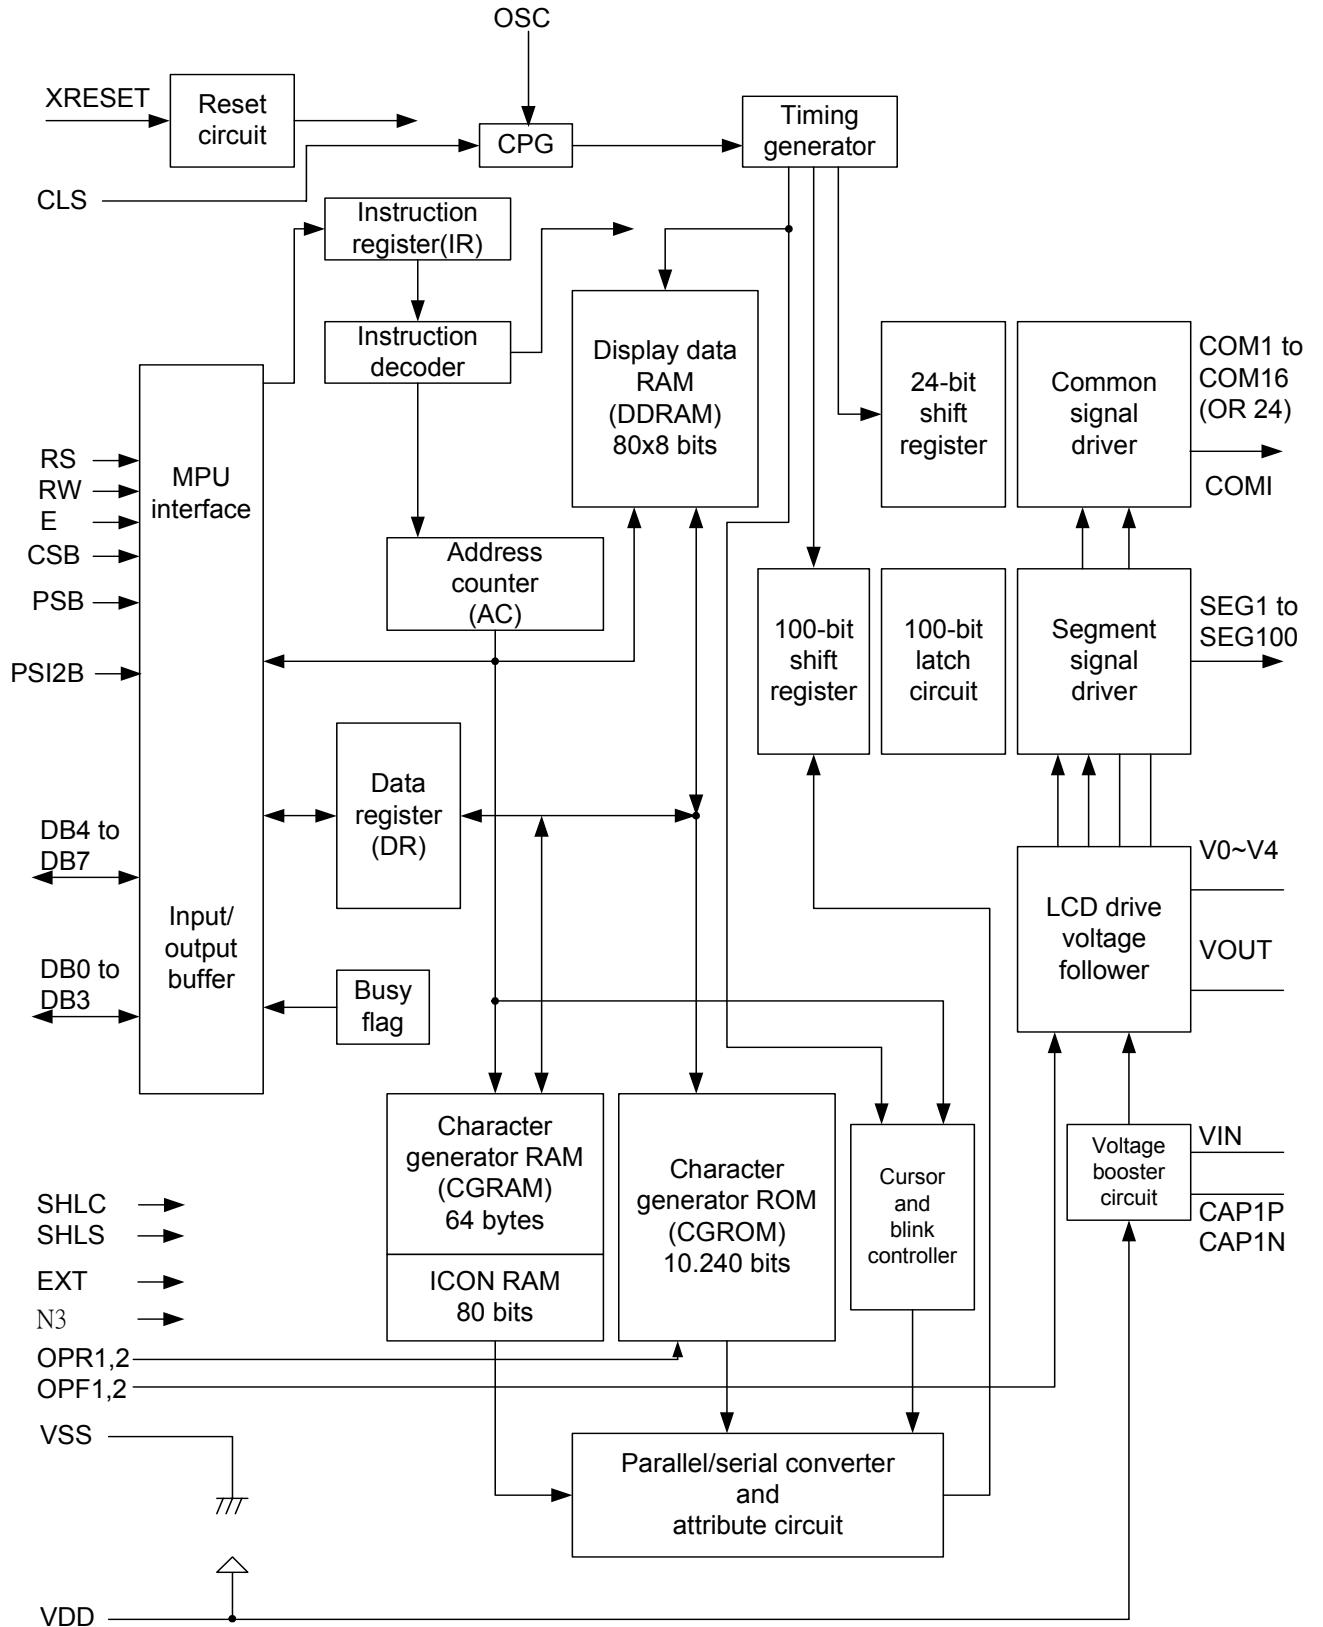 OSC
XRESET
Reset
circuit
CPG
Timing
generator
CLS
Instruction
register(IR)
Instruction
decoder
Display data
RAM
(DDRAM)
80x8 bits
24-bit
shift
register
Common
signal
driver
COM1 to
COM16
(OR 24)
COMI
MPU
interface
RS
RW
E
CSB
PSB
PSI2B
Address
counter
(AC)
100-bit
shift
register
100-bit
latch
circuit
Segment
signal
driver
SEG1 to
SEG100
Data
register
(DR)
DB4 to
DB7
Input/
output
buffer
DB0 to
DB3
Busy
flag
LCD drive
voltage
follower
V0~V4
VOUT
Character
generator RAM
(CGRAM)
64 bytes
ICON RAM
80 bits
Character
generator ROM
(CGROM)
10.240 bits
Cursor
and
blink
controller
Voltage
booster
circuit
VIN
CAP1P
CAP1N
SHLC
SHLS
EXT
N3
OPR1,2
OPF1,2
VSS
Parallel/serial converter
and
attribute circuit
VDD